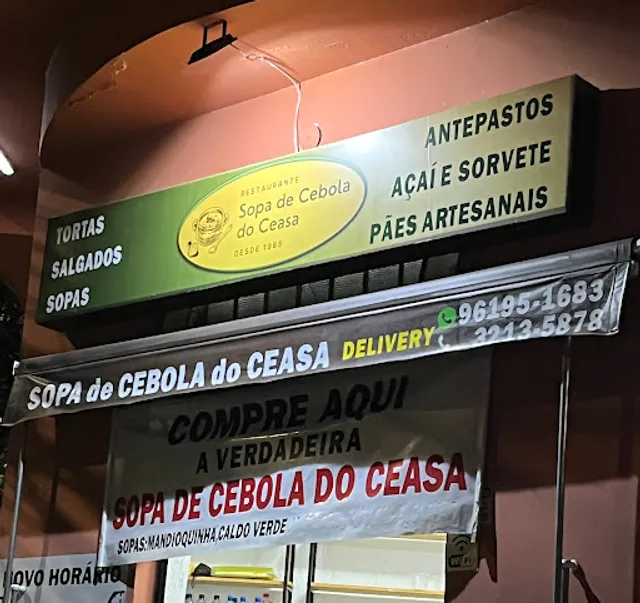 TORTAS
SALGADOS
SOPAS
RESTAURANTE
Sopa de Cebola
do Ceasa
DESDE 1965
ANTEPASTOS
AÇAÍ E SORVETE
PÃES ARTESANAIS
SOPA de CEBOLA do CEASA DELIVERY
96195-1683
3213-5878
COMPRE AQUI
A VERDADEIRA
SOPA DE CEBOLA DO CEASA
SOPAS:MANDIOQUINHA,CALDO VERDE
NOVO HORÁRIO